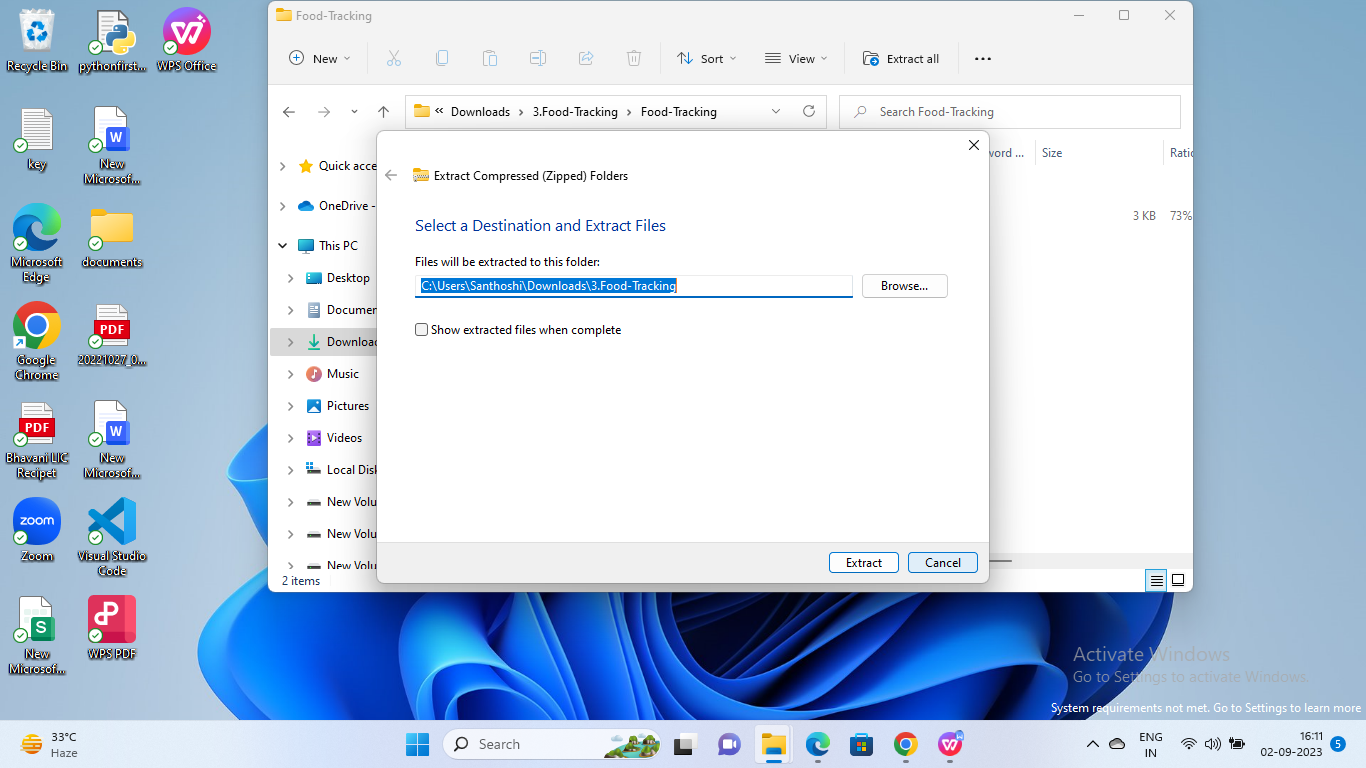 Recycle Bin
pythonfirst...
WPS Office
key
New
Microsof...
Microsoft
Edge
documents
Google
Chrome
PDF
20221027_0...
PDF
Bhavani LIC
Recipet
New
Microsof...
zoom
Zoom
Visual Studio
Code
New
Microsof...
WPS PDF
Food-Tracking
New
Sort
View
Extract all
Downloads > 3.Food-Tracking > Food-Tracking
Search Food-Tracking
Quick acce
OneDrive -
This PC
Desktop
Documen
Download
Music
Pictures
Videos
Local Disk
New Volu
New Volu
New Volu
2 items
word ...
Size
Ratio
3 KB
73%
Extract Compressed (Zipped) Folders
Select a Destination and Extract Files
Files will be extracted to this folder:
C:\Users\Santhoshi\Downloads\3.Food-Tracking
Browse...
Show extracted files when complete
Extract
Cancel
Activate Windows
Go to Settings to activate Windows.
System requirements not met. Go to Settings to learn more
33°C
Haze
Search
ENG
IN
16:11
02-09-2023
5